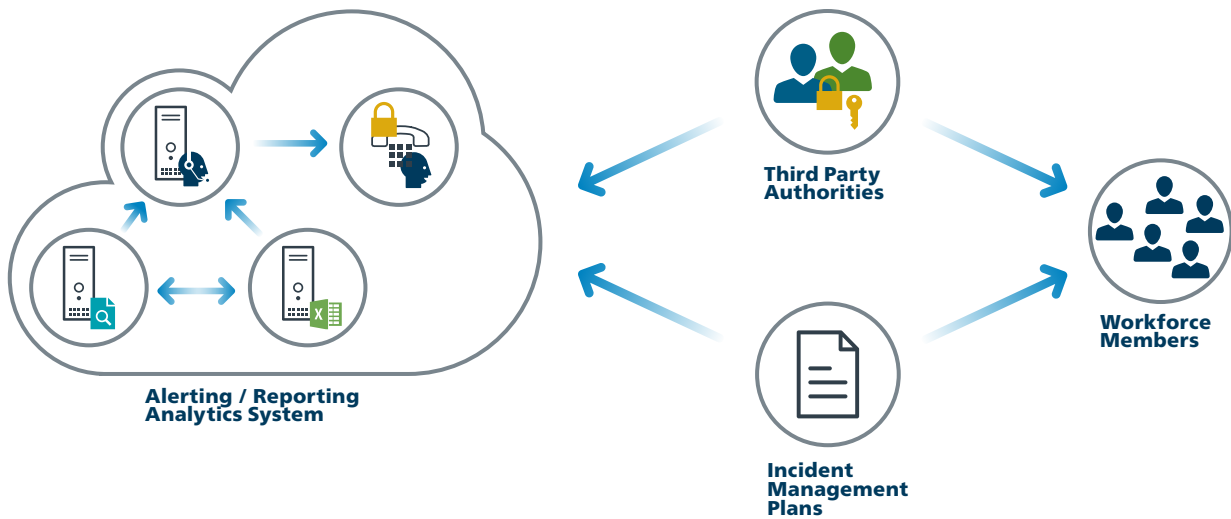 Third Party
Authorities
Workforce
Members
Alerting / Reporting
Analytics System
Incident
Management
Plans
X